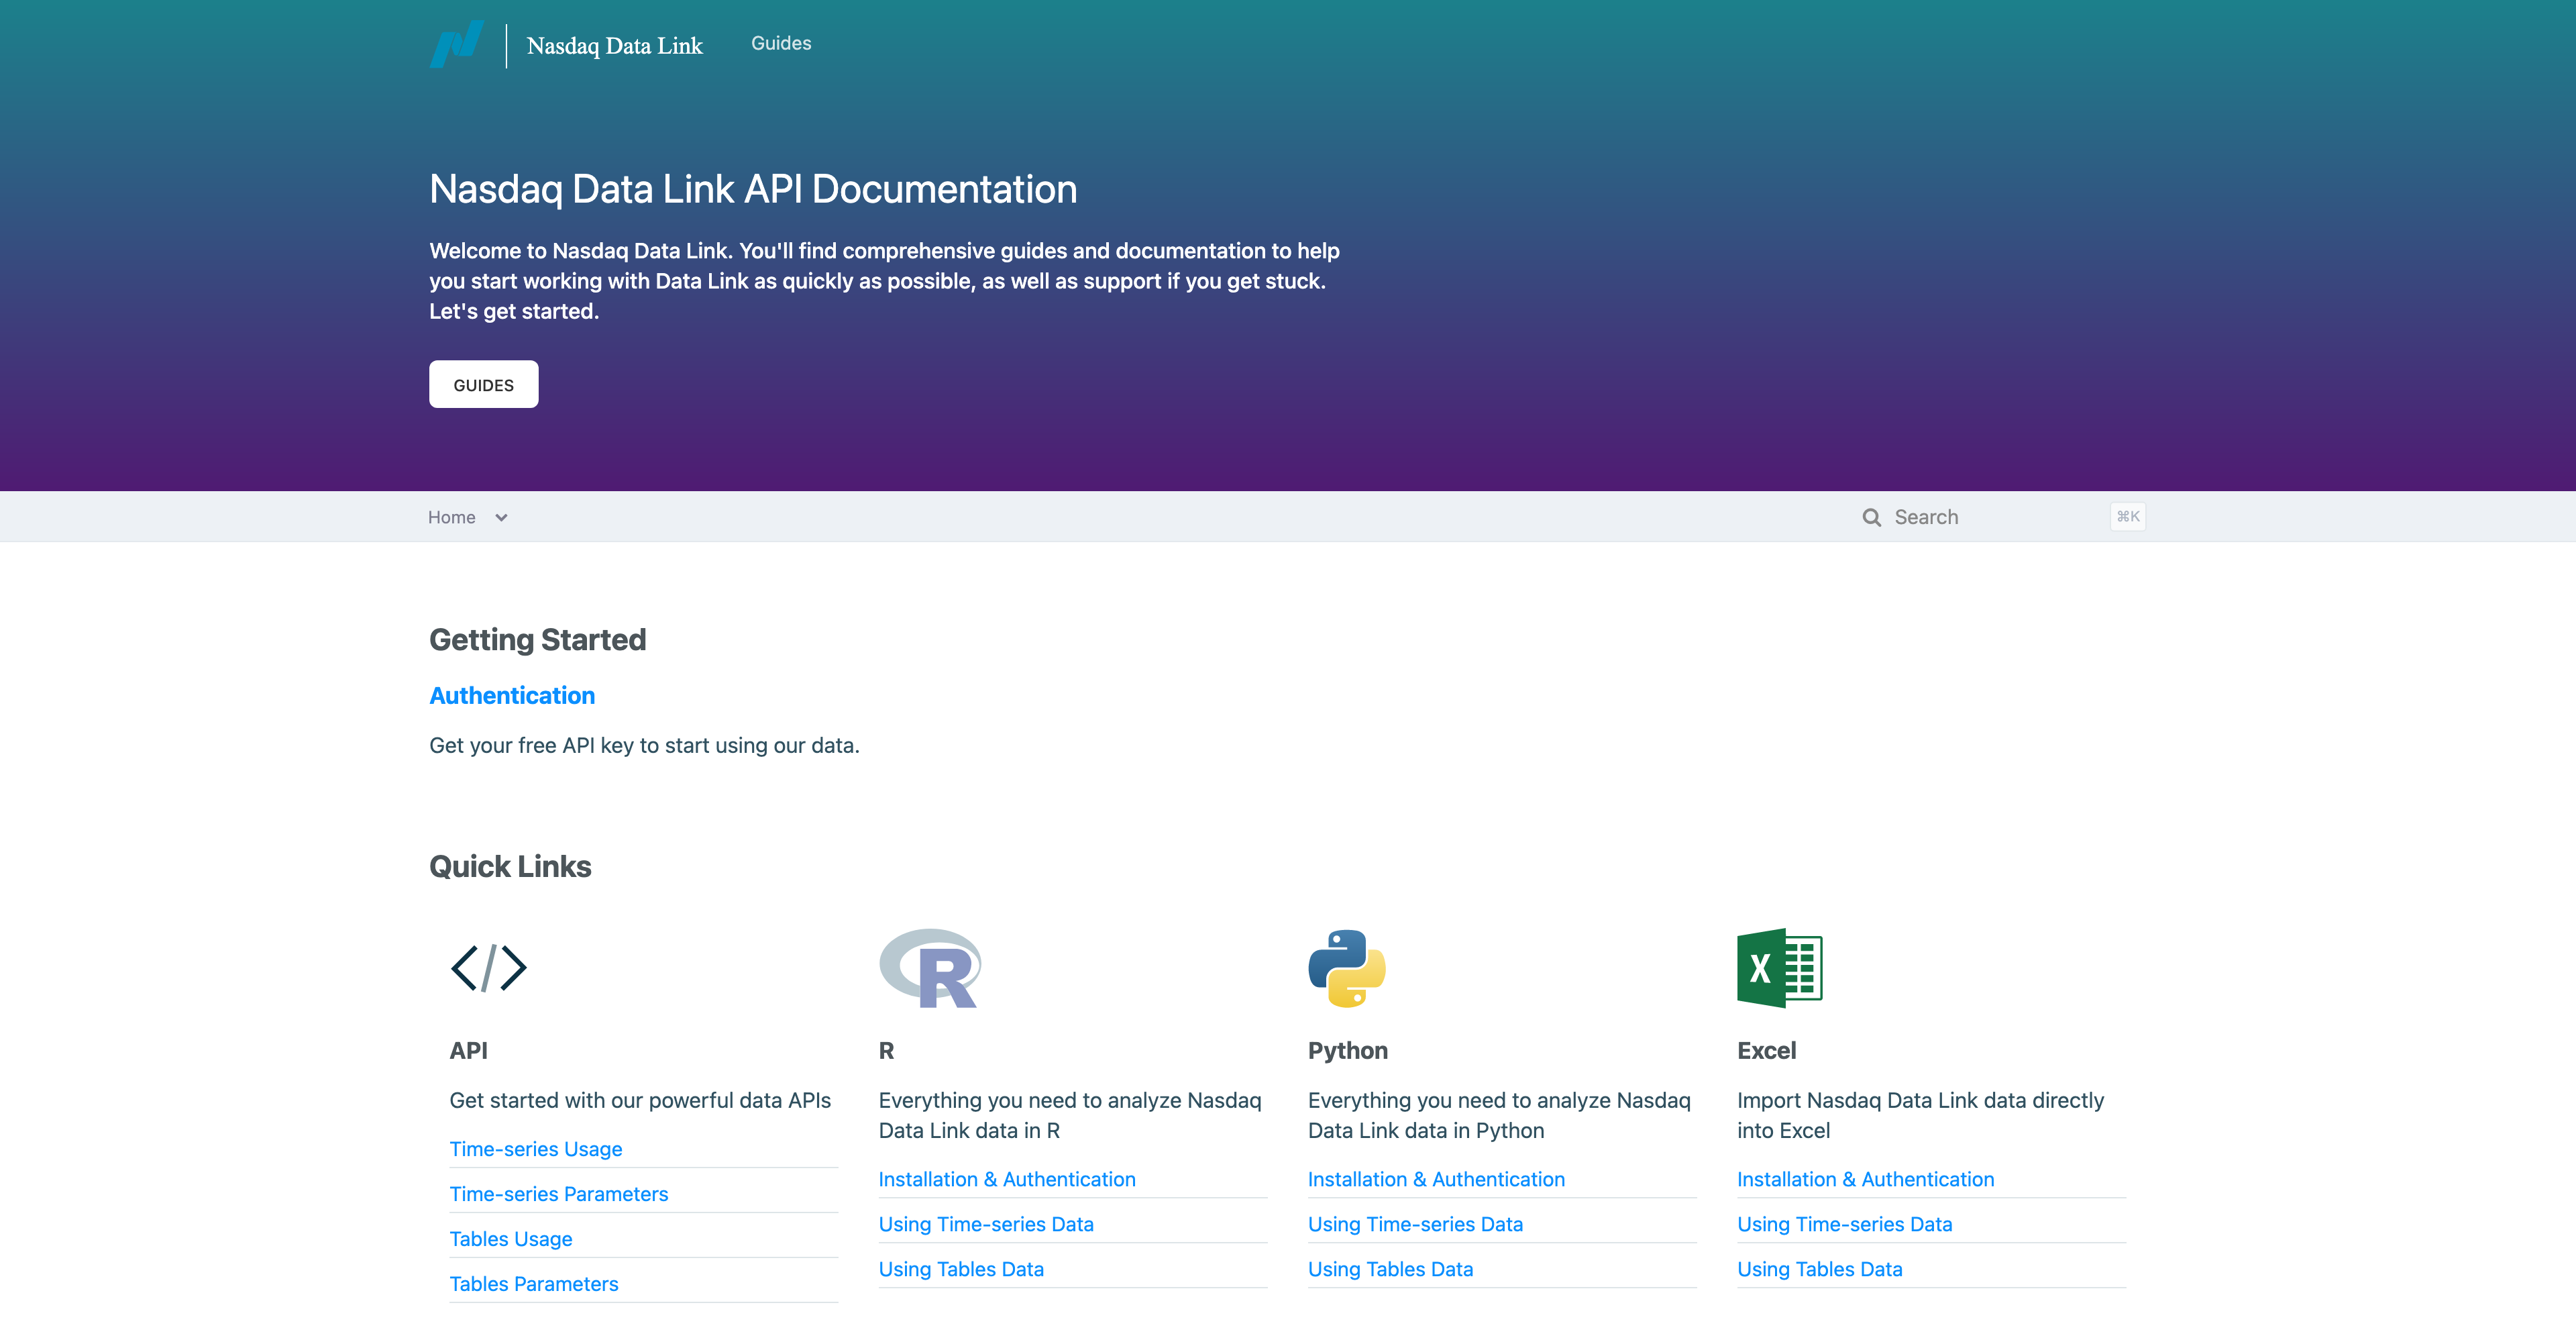 Nasdaq Data Link
Guides
Nasdaq Data Link API Documentation
Welcome to Nasdaq Data Link. You'll find comprehensive guides and documentation to help
you start working with Data Link as quickly as possible, as well as support if you get stuck.
Let's get started.
GUIDES
Home
Search
⌘K
Getting Started
Authentication
Get your free API key to start using our data.
Quick Links
API
Get started with our powerful data APIs
Time-series Usage
Time-series Parameters
Tables Usage
Tables Parameters
R
R
Everything you need to analyze Nasdaq
Data Link data in R
Installation & Authentication
Using Time-series Data
Using Tables Data
Python
Everything you need to analyze Nasdaq
Data Link data in Python
Installation & Authentication
Using Time-series Data
Using Tables Data
X
Excel
Import Nasdaq Data Link data directly
into Excel
Installation & Authentication
Using Time-series Data
Using Tables Data